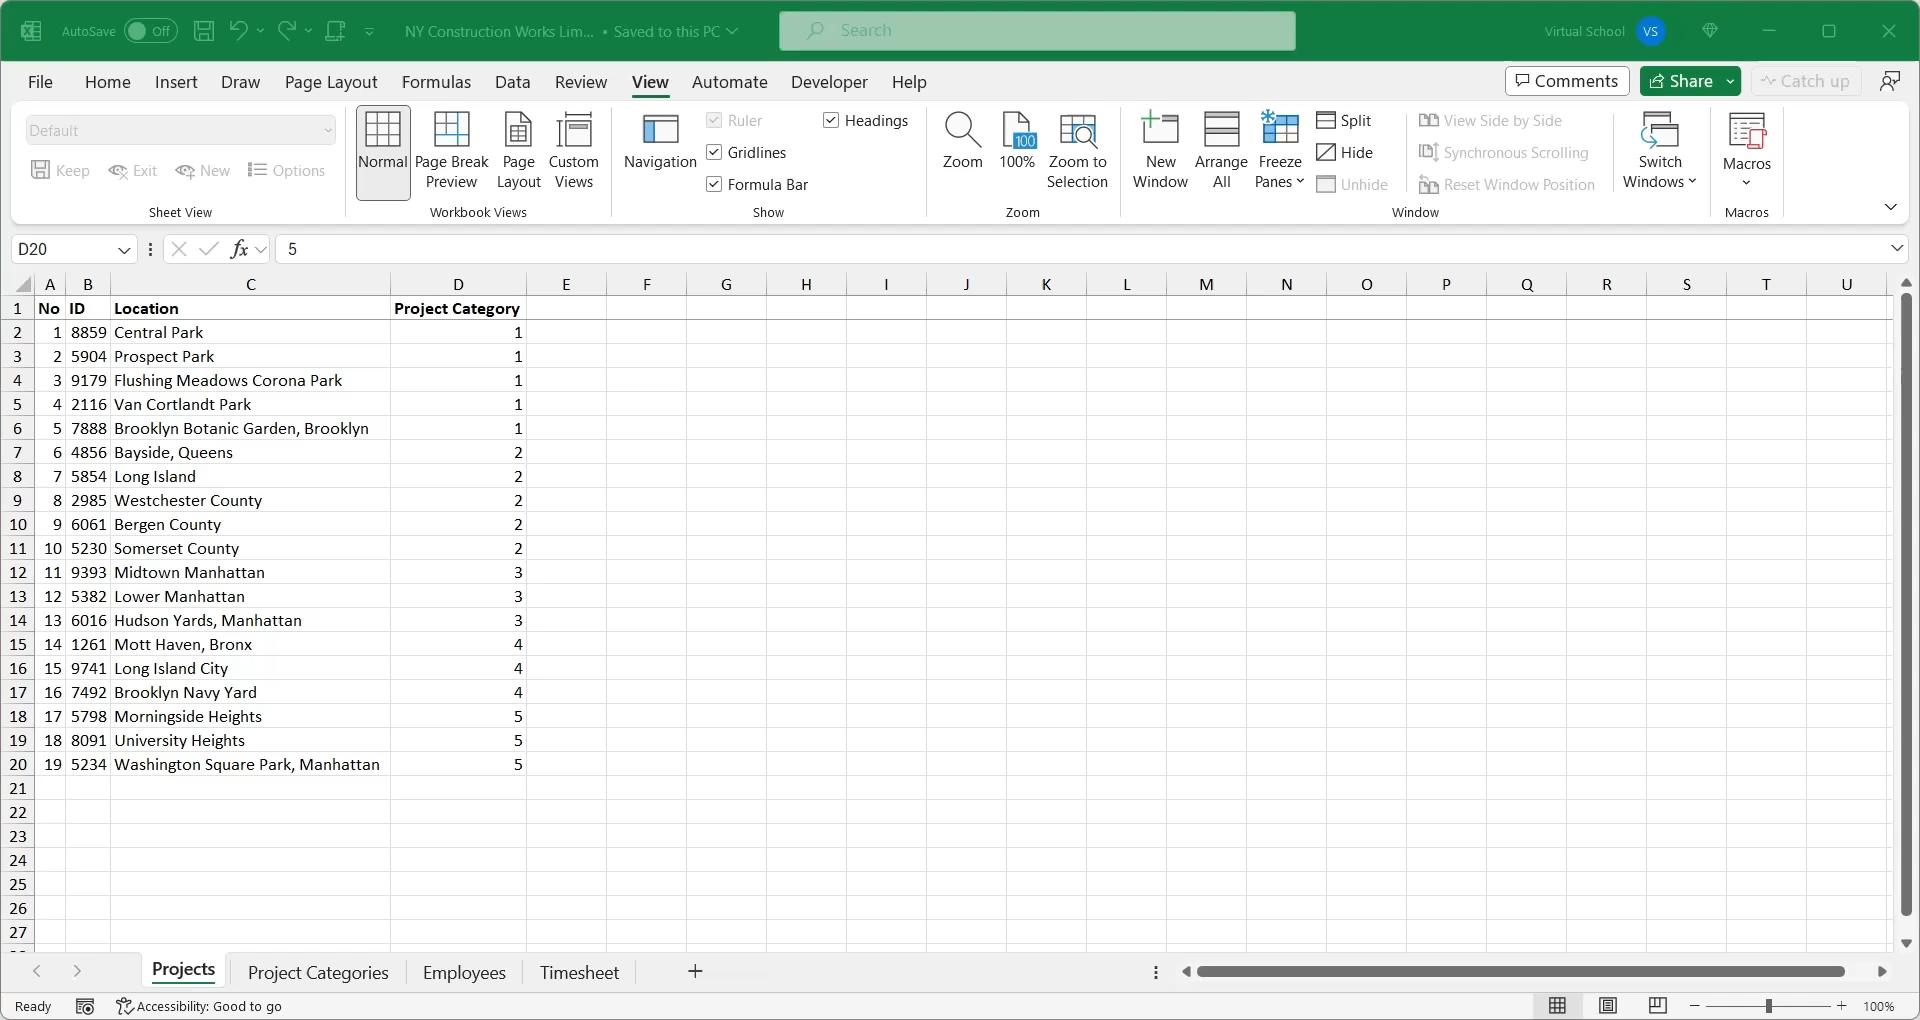 AutoSave Off NY Construction Works Lim... • Saved to this PC Search Virtual School VS
File Home Insert Draw Page Layout Formulas Data Review View Automate Developer Help Comments Share Catch up
Default
Keep Exit New Options
Sheet View
Normal
Page Break Preview
Page Layout
Custom Views
Workbook Views
Navigation
Ruler
Gridlines
Formula Bar
Headings
Show
Zoom
100
100%
Zoom to Selection
Zoom
New Window
Arrange All
Freeze Panes
Split
Hide
Unhide
View Side by Side
Synchronous Scrolling
Reset Window Position
Switch Windows
Window
Macros
Macros
D20 fx 5
A B C D E F G H I J K L M N O P Q R S T U
1 No ID Location Project Category
2 1 8859 Central Park 1
3 2 5904 Prospect Park 1
4 3 9179 Flushing Meadows Corona Park 1
5 4 2116 Van Cortlandt Park 1
6 5 7888 Brooklyn Botanic Garden, Brooklyn 1
7 6 4856 Bayside, Queens 2
8 7 5854 Long Island 2
9 8 2985 Westchester County 2
10 9 6061 Bergen County 2
11 10 5230 Somerset County 2
12 11 9393 Midtown Manhattan 3
13 12 5382 Lower Manhattan 3
14 13 6016 Hudson Yards, Manhattan 3
15 14 1261 Mott Haven, Bronx 4
16 15 9741 Long Island City 4
17 16 7492 Brooklyn Navy Yard 4
18 17 5798 Morningside Heights 5
19 18 8091 University Heights 5
20 19 5234 Washington Square Park, Manhattan 5
21
22
23
24
25
26
27
Projects Project Categories Employees Timesheet
Ready Accessibility: Good to go 100%